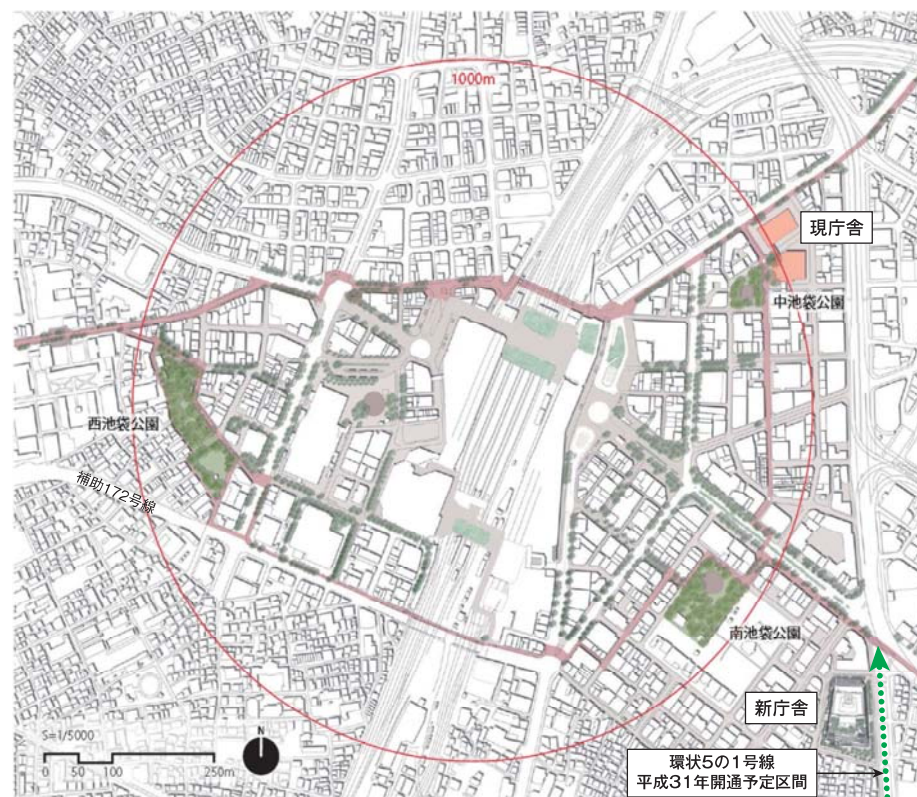 1000m
現庁舎
中池袋公園
西池袋公園
補助172号線
南池袋公園
新庁舎
S=1/5000
0 50 100 250m
N
環状5の1号線
平成31年開通予定区間